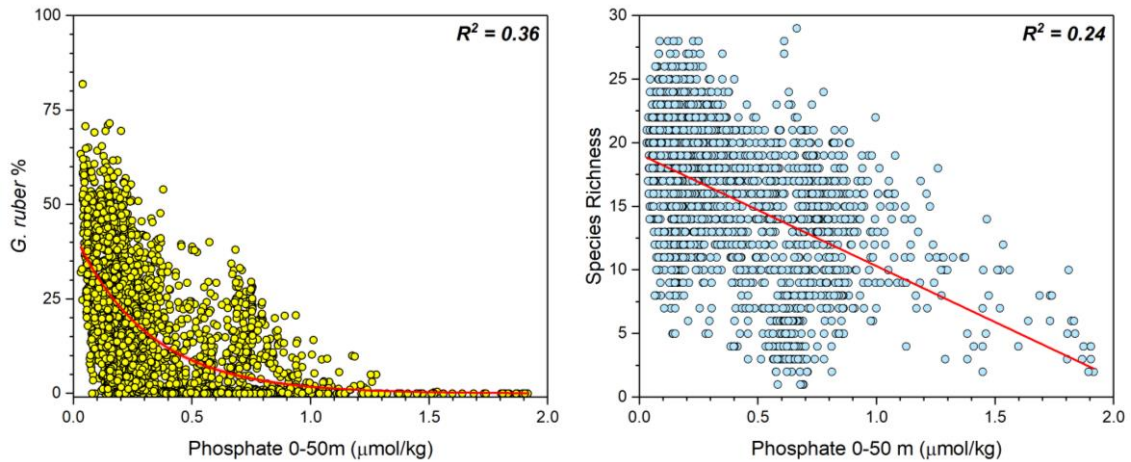 R² = 0.36
100
75
50
25
0
G. ruber %
0.0 0.5 1.0 1.5 2.0
Phosphate 0-50m (μmol/kg)
R² = 0.24
30
25
20
15
10
5
0
Species Richness
0.0 0.5 1.0 1.5 2.0
Phosphate 0-50 m (μmol/kg)